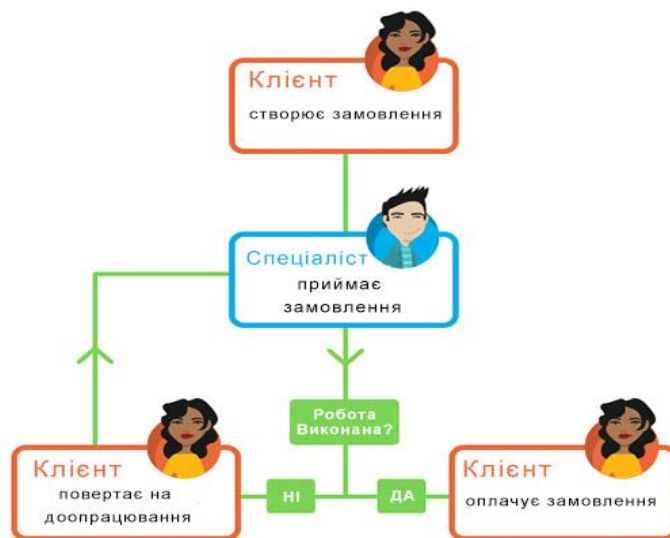 Клієнт
створює замовлення
Спеціаліст
приймає
замовлення
Робота
Виконана?
Клієнт
повертає на
доопрацювання
НІ
ДА
Клієнт
оплачує замовлення